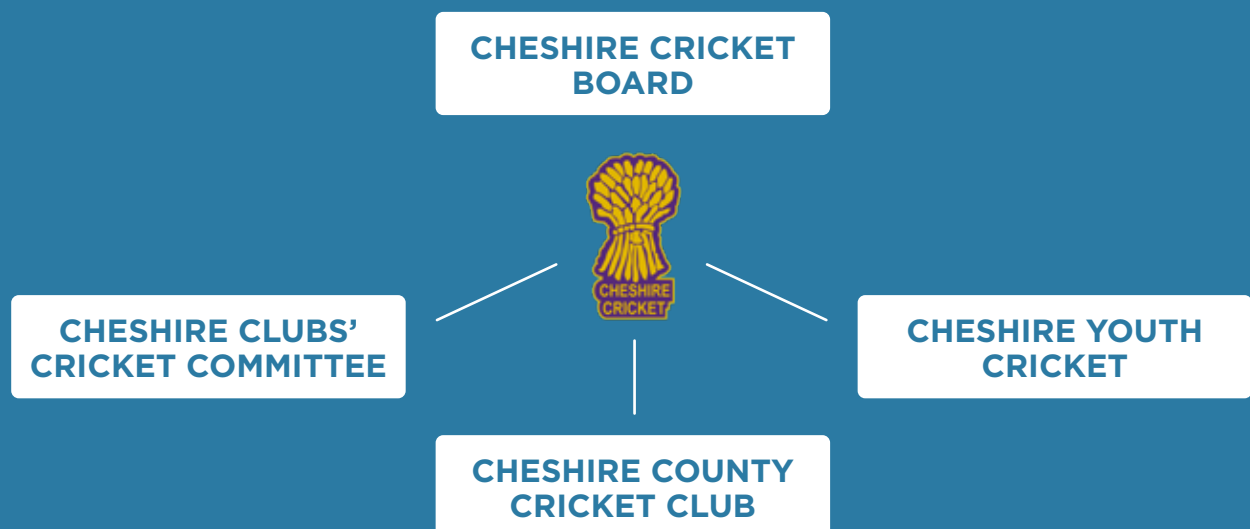 CHESHIRE CRICKET
BOARD
CHESHIRE
CRICKET
CHESHIRE CLUBS’
CRICKET COMMITTEE
CHESHIRE YOUTH
CRICKET
CHESHIRE COUNTY
CRICKET CLUB